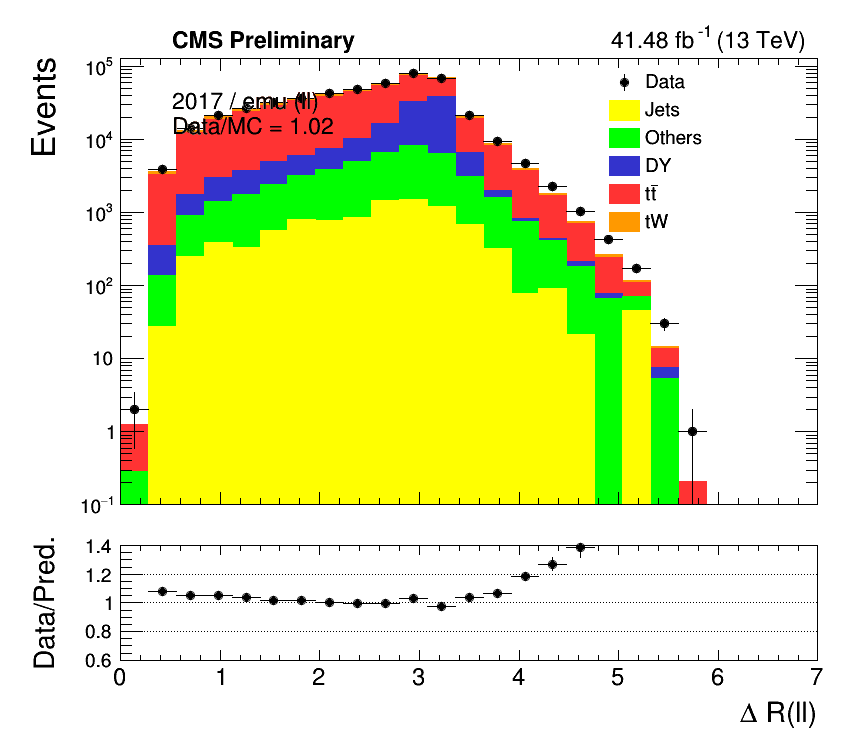 CMS Preliminary
41.48 fb⁻¹ (13 TeV)
Events
10⁵
10⁴
10³
10²
10
1
10⁻¹
2017 / emu (ll)
Data/MC = 1.02
Data
Jets
Others
DY
tt̄
tW
Data/Pred.
1.4
1.2
1
0.8
0.6
0 1 2 3 4 5 6 7
Δ R(ll)